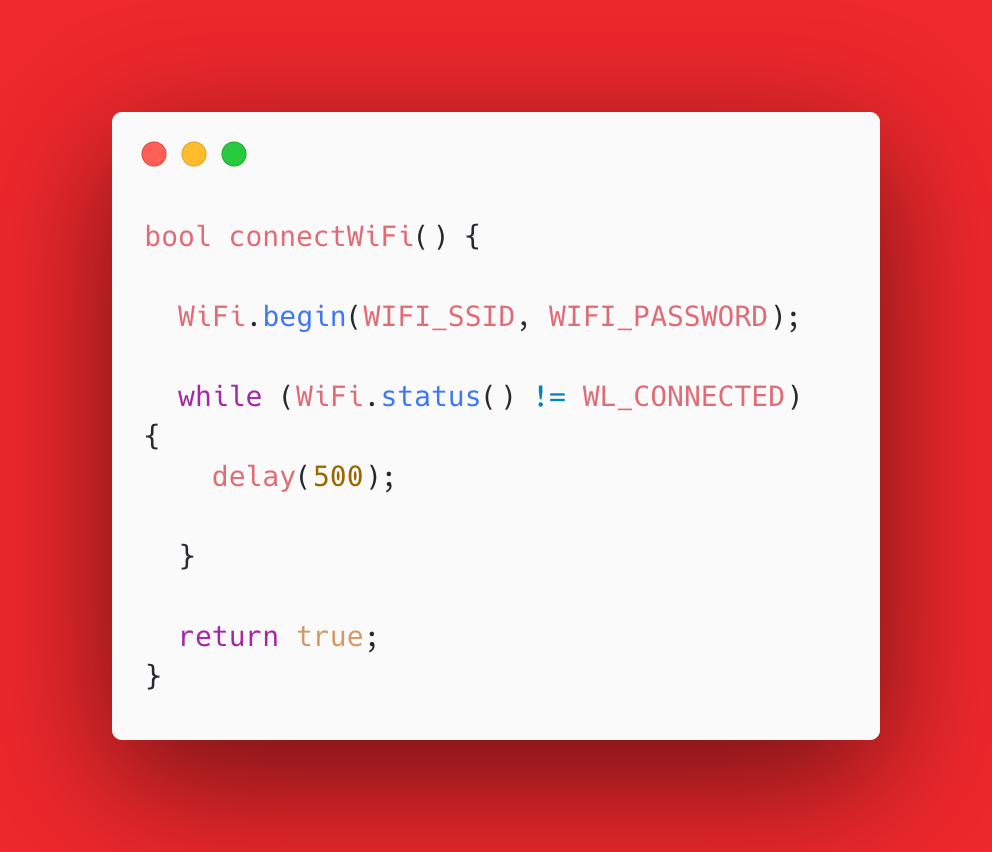 bool connectWiFi() {
WiFi.begin(WIFI_SSID, WIFI_PASSWORD);
while (WiFi.status() != WL_CONNECTED)
{
delay(500);
}
return true;
}